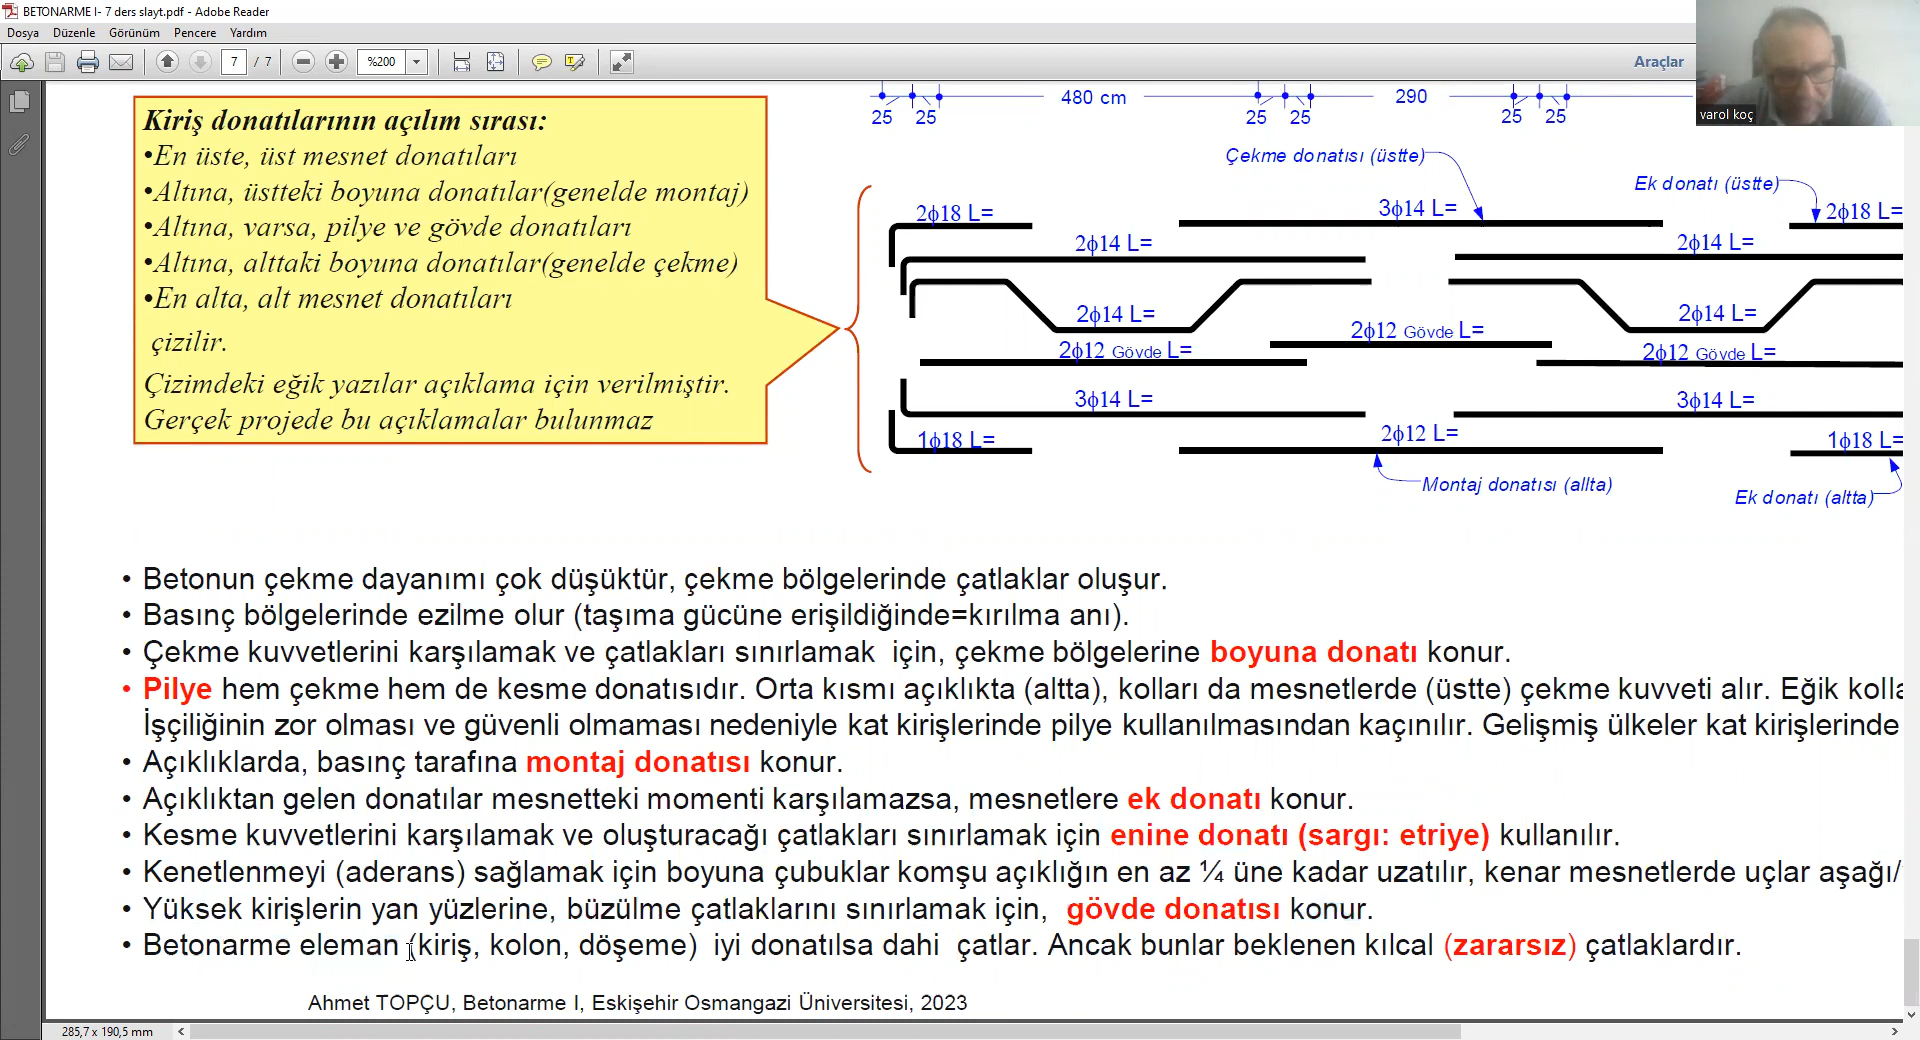 BETONARME I- 7 ders slayt.pdf - Adobe Reader
Dosya Düzenle Görünüm Pencere Yardım
7 / 7 %200 Araçlar
varol koç
480 cm 290
25 25 25 25 25 25
Kiriş donatılarının açılım sırası:
•En üste, üst mesnet donatıları
•Altına, üstteki boyuna donatılar(genelde montaj)
•Altına, varsa, pilye ve gövde donatıları
•Altına, alttaki boyuna donatılar(genelde çekme)
•En alta, alt mesnet donatıları
çizilir.
Çizimdeki eğik yazılar açıklama için verilmiştir.
Gerçek projede bu açıklamalar bulunmaz
Çekme donatısı (üstte)
Ek donatı (üstte)
2ϕ18 L= 3ϕ14 L= 2ϕ18 L=
2ϕ14 L= 2ϕ14 L=
2ϕ14 L= 2ϕ14 L=
2ϕ12 Gövde L= 2ϕ12 Gövde L= 2ϕ12 Gövde L=
3ϕ14 L= 3ϕ14 L=
1ϕ18 L= 2ϕ12 L= 1ϕ18 L=
Montaj donatısı (allta)
Ek donatı (altta)
• Betonun çekme dayanımı çok düşüktür, çekme bölgelerinde çatlaklar oluşur.
• Basınç bölgelerinde ezilme olur (taşıma gücüne erişildiğinde=kırılma anı).
• Çekme kuvvetlerini karşılamak ve çatlakları sınırlamak için, çekme bölgelerine boyuna donatı konur.
• Pilye hem çekme hem de kesme donatısıdır. Orta kısmı açıklıkta (altta), kolları da mesnetlerde (üstte) çekme kuvveti alır. Eğik kolla
İşçiliğinin zor olması ve güvenli olmaması nedeniyle kat kirişlerinde pilye kullanılmasından kaçınılır. Gelişmiş ülkeler kat kirişlerinde
• Açıklıklarda, basınç tarafına montaj donatısı konur.
• Açıklıktan gelen donatılar mesnetteki momenti karşılamazsa, mesnetlere ek donatı konur.
• Kesme kuvvetlerini karşılamak ve oluşturacağı çatlakları sınırlamak için enine donatı (sargı: etriye) kullanılır.
• Kenetlenmeyi (aderans) sağlamak için boyuna çubuklar komşu açıklığın en az ¼ üne kadar uzatılır, kenar mesnetlerde uçlar aşağı/
• Yüksek kirişlerin yan yüzlerine, büzülme çatlaklarını sınırlamak için, gövde donatısı konur.
• Betonarme eleman (kiriş, kolon, döşeme) iyi donatılsa dahi çatlar. Ancak bunlar beklenen kılcal (zararsız) çatlaklardır.
Ahmet TOPÇU, Betonarme I, Eskişehir Osmangazi Üniversitesi, 2023
285,7 x 190,5 mm